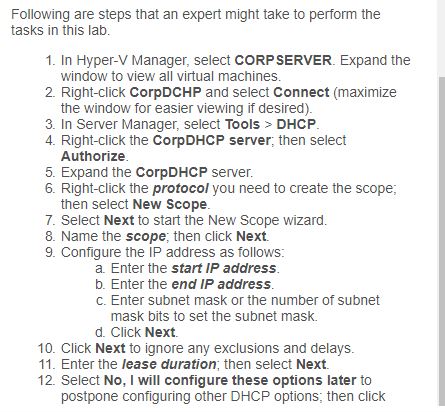 Following are steps that an expert might take to perform the
tasks in this lab.
1. In Hyper-V Manager, select CORPSERVER. Expand the
window to view all virtual machines.
2. Right-click CorpDCHP and select Connect (maximize
the window for easier viewing if desired).
3. In Server Manager, select Tools > DHCP.
4. Right-click the CorpDHCP server; then select
Authorize.
5. Expand the CorpDHCP server.
6. Right-click the protocol you need to create the scope;
then select New Scope.
7. Select Next to start the New Scope wizard.
8. Name the scope; then click Next.
9. Configure the IP address as follows:
a. Enter the start IP address.
b. Enter the end IP address.
c. Enter subnet mask or the number of subnet
mask bits to set the subnet mask.
d. Click Next.
10. Click Next to ignore any exclusions and delays.
11. Enter the lease duration; then select Next.
12. Select No, I will configure these options later to
postpone configuring other DHCP options; then click